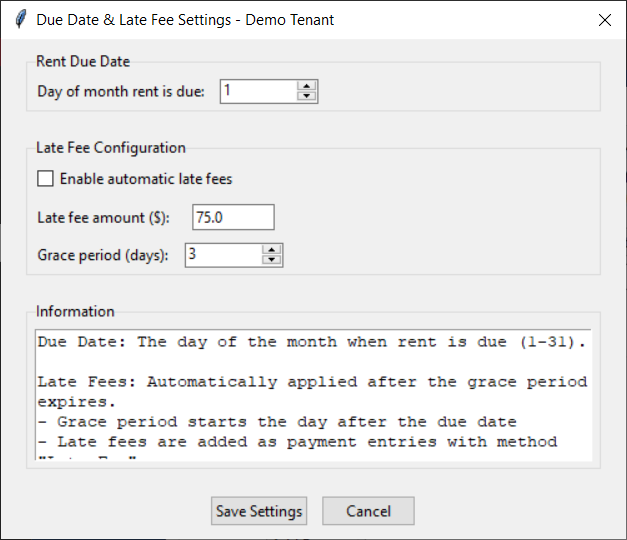 Due Date & Late Fee Settings - Demo Tenant
Rent Due Date
Day of month rent is due: 1
Late Fee Configuration
Enable automatic late fees
Late fee amount ($): 75.0
Grace period (days): 3
Information
Due Date: The day of the month when rent is due (1-31).
Late Fees: Automatically applied after the grace period
expires.
- Grace period starts the day after the due date
- Late fees are added as payment entries with method
Save Settings Cancel